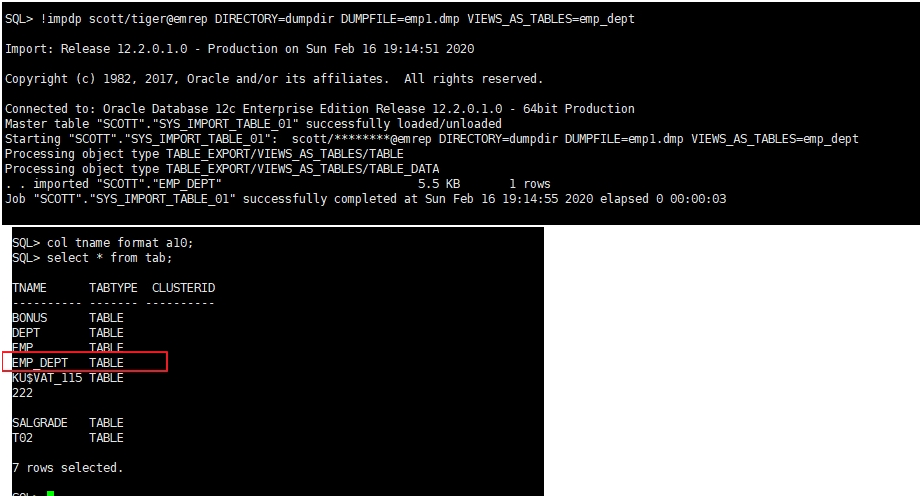 SQL> !impdp scott/tiger@emrep DIRECTORY=dumpdir DUMPFILE=emp1.dmp VIEWS_AS_TABLES=emp_dept
Import: Release 12.2.0.1.0 - Production on Sun Feb 16 19:14:51 2020
Copyright (c) 1982, 2017, Oracle and/or its affiliates.  All rights reserved.
Connected to: Oracle Database 12c Enterprise Edition Release 12.2.0.1.0 - 64bit Production
Master table "SCOTT"."SYS_IMPORT_TABLE_01" successfully loaded/unloaded
Starting "SCOTT"."SYS_IMPORT_TABLE_01":  scott/********@emrep DIRECTORY=dumpdir DUMPFILE=emp1.dmp VIEWS_AS_TABLES=emp_dept
Processing object type TABLE_EXPORT/VIEWS_AS_TABLES/TABLE
Processing object type TABLE_EXPORT/VIEWS_AS_TABLES/TABLE_DATA
. . imported "SCOTT"."EMP_DEPT"                          5.5 KB       1 rows
Job "SCOTT"."SYS_IMPORT_TABLE_01" successfully completed at Sun Feb 16 19:14:55 2020 elapsed 0 00:00:03
SQL> col tname format a10;
SQL> select * from tab;
TNAME      TABTYPE  CLUSTERID
---------- ------- ----------
BONUS      TABLE
DEPT       TABLE
EMP        TABLE
EMP_DEPT   TABLE
KU$VAT_115 TABLE
222
SALGRADE   TABLE
T02        TABLE
7 rows selected.
SQL>